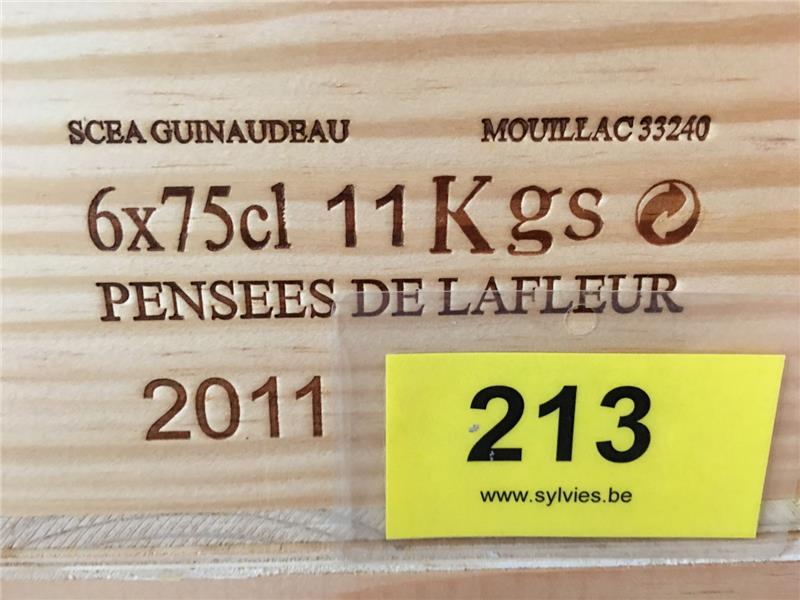 SCEA GUINAUDEAU MOUILLAC 33240
6x75cl 11Kgs
PENSEES DE LAFLEUR
2011
213
www.sylvies.be